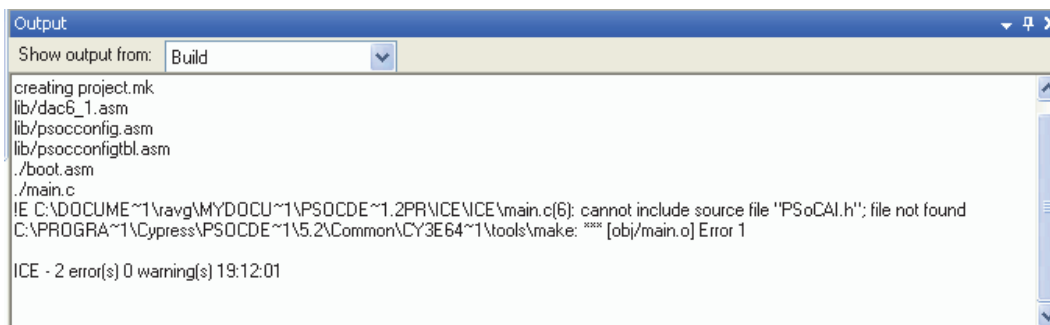 Output
Show output from: Build
creating project.mk
lib/dac6_1.asm
lib/psocconfig.asm
lib/psocconfigtbl.asm
./boot.asm
./main.c
!E C:\DOCUME~1\ravg\MYDOCU~1\PSOCDE~1.2PR\ICE\ICE\main.c(6): cannot include source file "PSoCAI.h"; file not found
C:\PROGRA~1\Cypress\PSOCDE~1\5.2\Common\CY3E64~1\tools\make: *** [obj/main.o] Error 1
ICE - 2 error(s) 0 warning(s) 19:12:01